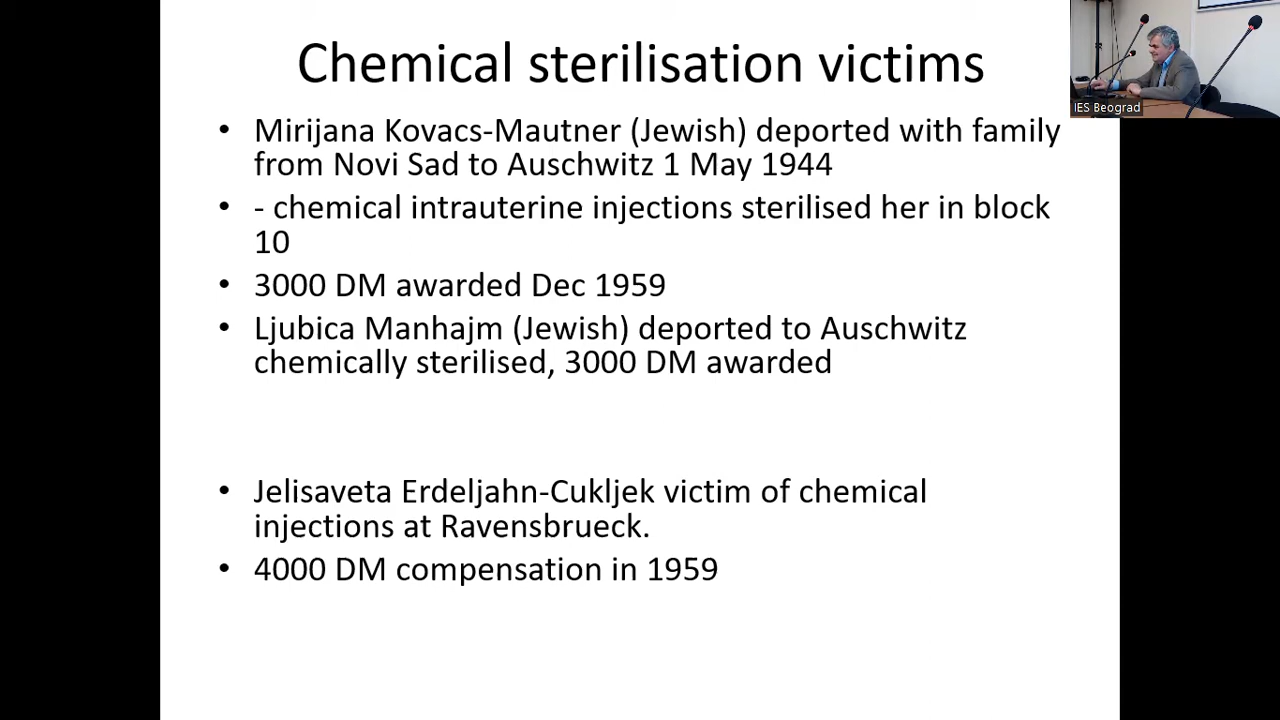 Chemical sterilisation victims
• Mirijana Kovacs-Mautner (Jewish) deported with family
from Novi Sad to Auschwitz 1 May 1944
• - chemical intrauterine injections sterilised her in block
10
• 3000 DM awarded Dec 1959
• Ljubica Manhajm (Jewish) deported to Auschwitz
chemically sterilised, 3000 DM awarded
• Jelisaveta Erdeljahn-Cukljek victim of chemical
injections at Ravensbrueck.
• 4000 DM compensation in 1959
IES Beograd